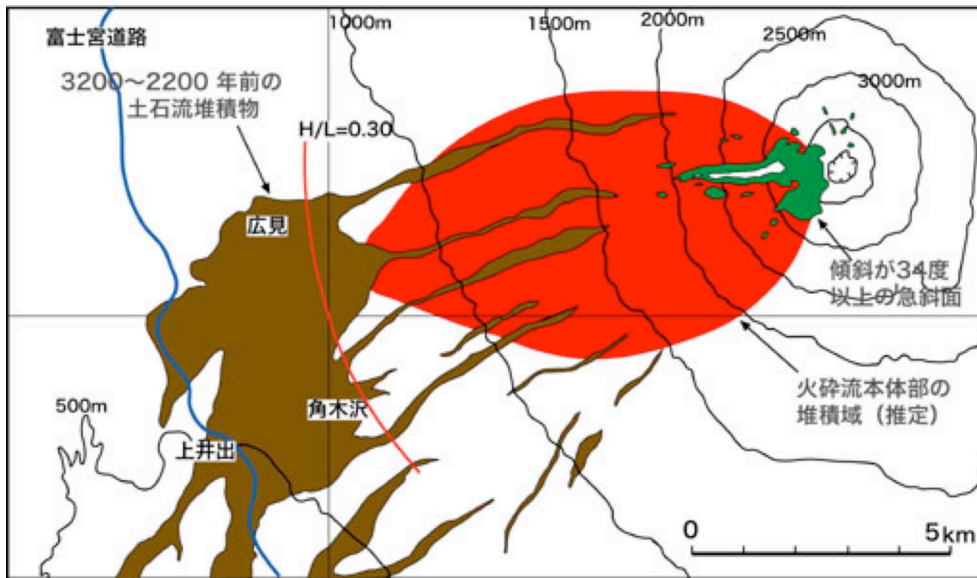 1000m
1500m
2000m
2500m
3000m
富士宮道路
3200～2200 年前の
土石流堆積物
H/L=0.30
広見
傾斜が34度
以上の急斜面
火砕流本体部の
堆積域（推定）
500m
角木沢
上井出
0
5km